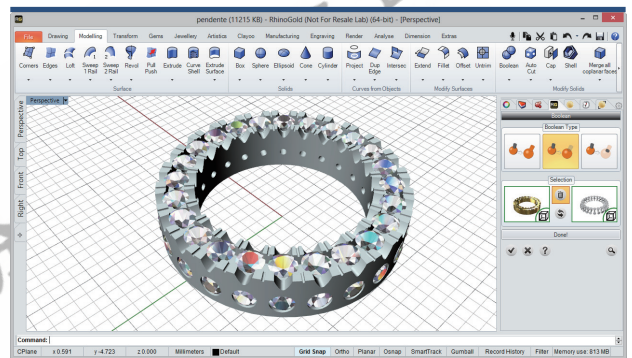 pendente (11215 KB) - RhinoGold (Not For Resale Lab) (64-bit) - [Perspective]
File Drawing Modelling Transform Gems Jewellery Artistics Clayoo Manufacturing Engraving Render Analyse Dimension Extras
Corners Edges Loft Sweep 1 Rail Sweep 2 Rail Revol Pull Push Extrude Curve Shell Extrude Surface Box Sphere Ellipsoid Cone Cylinder Project Dup Edge Intersec Extend Fillet Offset Untrim Boolean Auto Cut Cap Shell Merge all coplanar faces
Surface Solids Curves from Objects Modify Surfaces Modify Solids
Perspective
Perspective
Top
Front
Right
Boolean
Boolean Type
Selection
Done!
Command:
CPlane x 0.591 y -4.723 z 0.000 Millimeters Default Grid Snap Ortho Planar Osnap SmartTrack Gumball Record History Filter Memory use: 813 MB